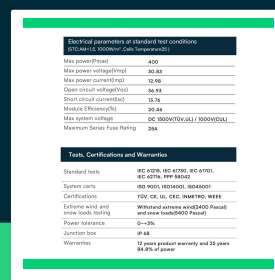 Electrical parameters at standard test conditions
(STC:AM=1.5, 1000W/m², Cells Temperature25 )
Max power(Pmax) 400
Max power voltage(Vmp) 30.83
Max power current(Imp) 12.98
Open circuit voltage(Voc) 36.93
Short circuit current(Isc) 13.76
Module Efficiency(%) 20.46
Max system voltage DC 1500V(TÜV,UL) / 1000V(CUL)
Maximum Series Fuse Rating 25A
Tests, Certifications and Warranties
Standard tests IEC 61215, IEC 61730, IEC 61701,
IEC 62716, PPP 58042
System certs ISO 9001, ISO14001, ISO45001
Certifications TÜV, CE, UL, CEC, INMETRO, WEEE
Extreme wind and Withstand extreme wind(2400 Pascal)
snow loads testing and snow loads(5400 Pascal)
Power tolerance 0~+3%
Junction box IP 68
Warranties 12 years product warranty and 25 years
84.8% of power